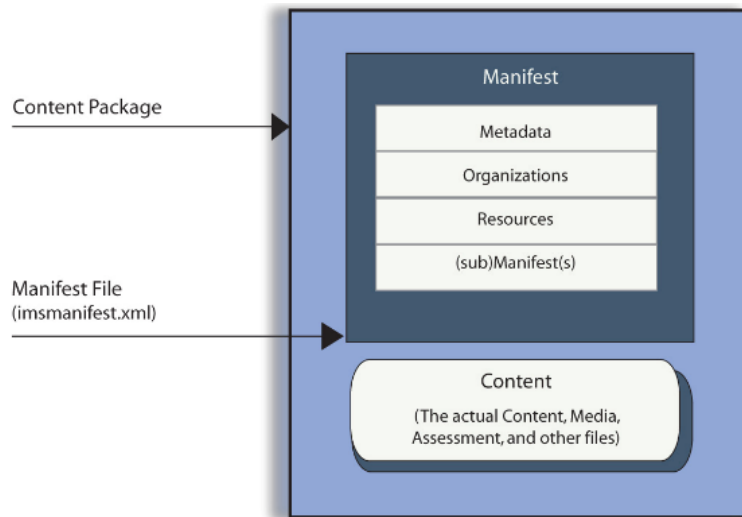 Manifest
Content Package
Metadata
Organizations
Resources
(sub)Manifest(s)
Manifest File
(imsmanifest.xml)
Content
(The actual Content, Media,
Assessment, and other files)